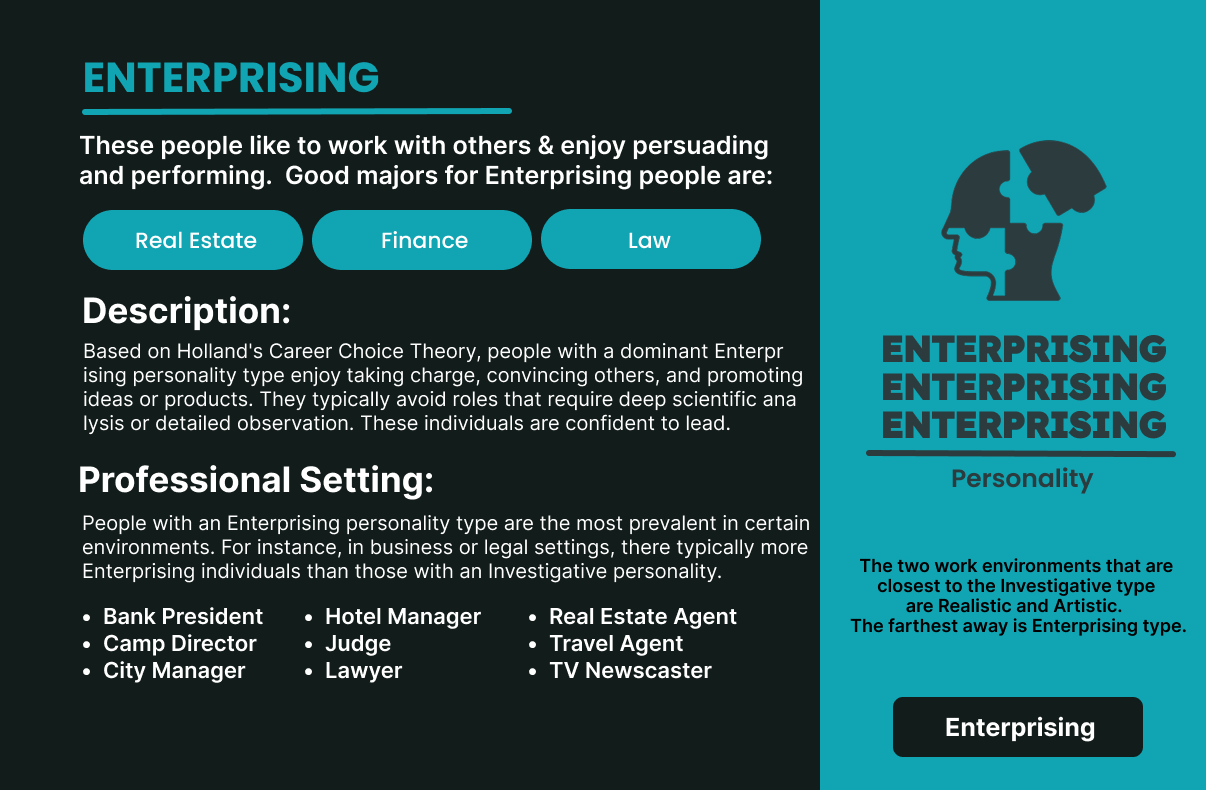 ENTERPRISING
These people like to work with others & enjoy persuading
and performing.  Good majors for Enterprising people are:
Real Estate
Finance
Law
Description:
Based on Holland's Career Choice Theory, people with a dominant Enterpr
ising personality type enjoy taking charge, convincing others, and promoting
ideas or products. They typically avoid roles that require deep scientific ana
lysis or detailed observation. These individuals are confident to lead.
Professional Setting:
People with an Enterprising personality type are the most prevalent in certain
environments. For instance, in business or legal settings, there typically more
Enterprising individuals than those with an Investigative personality.
• Bank President
• Camp Director
• City Manager
• Hotel Manager
• Judge
• Lawyer
• Real Estate Agent
• Travel Agent
• TV Newscaster
ENTERPRISING
ENTERPRISING
ENTERPRISING
Personality
The two work environments that are
closest to the Investigative type
are Realistic and Artistic.
The farthest away is Enterprising type.
Enterprising